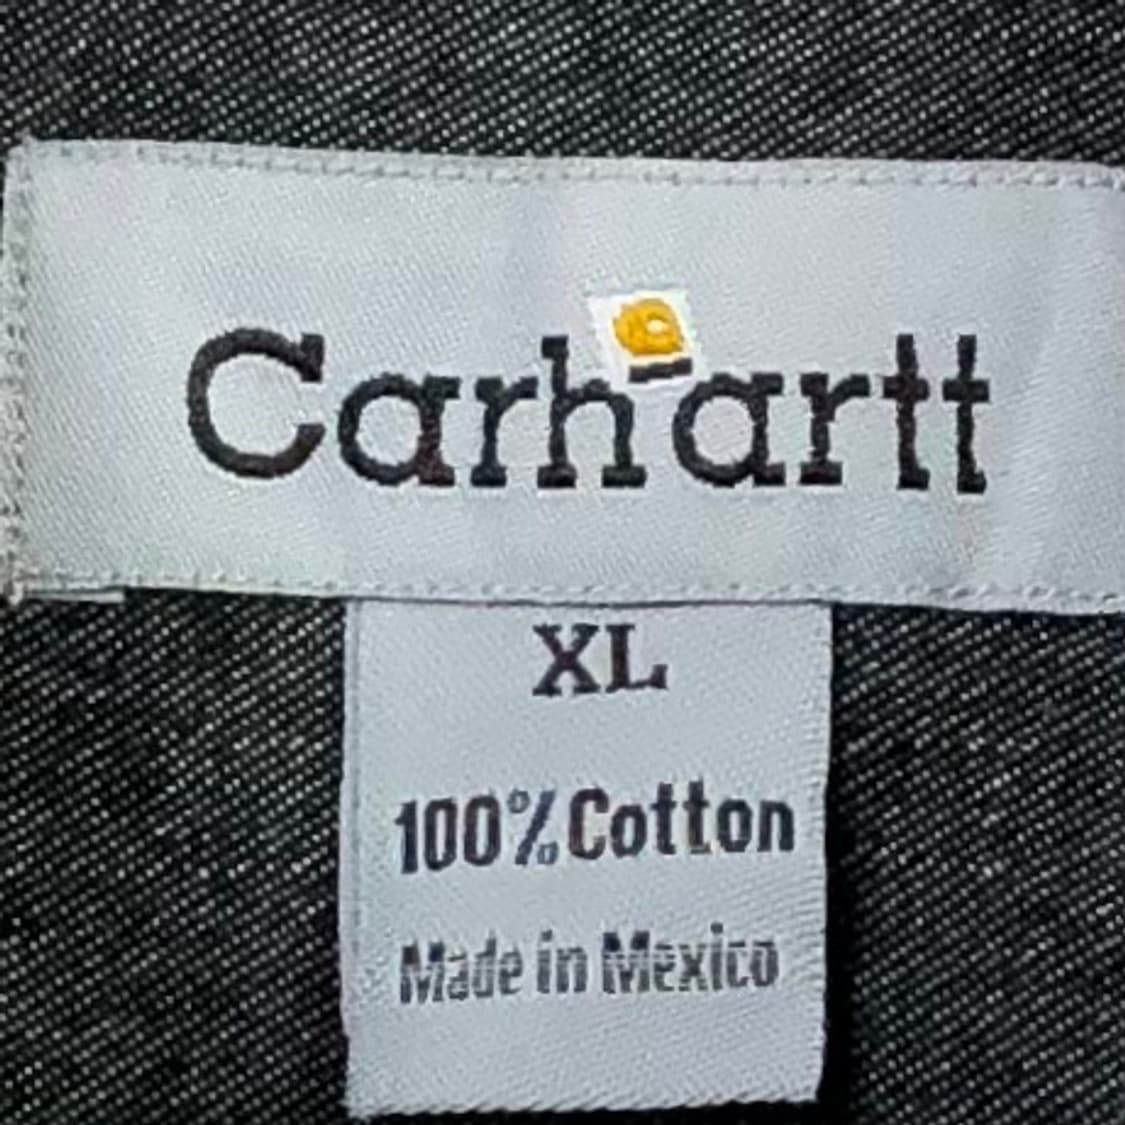 Carhartt
XL
100% Cotton
Made in Mexico